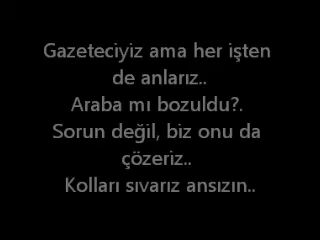 Gazeteciyiz ama her işten
de anlarız..
Araba mı bozuldu?.
Sorun değil, biz onu da
çözeriz..
Kolları sıvarız ansızın..